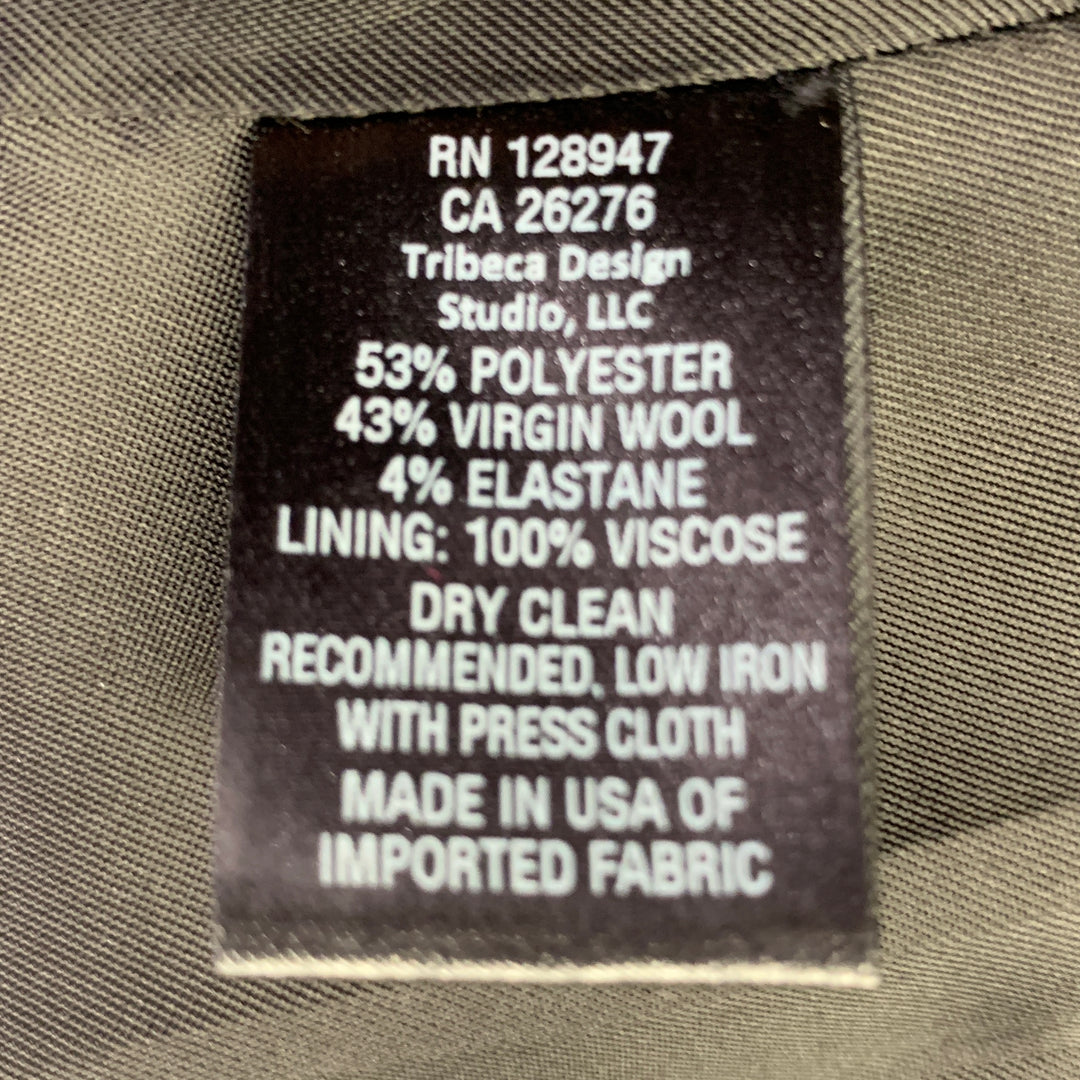 RN 128947
CA 26276
Tribeca Design
Studio, LLC
53% POLYESTER
43% VIRGIN WOOL
4% ELASTANE
LINING: 100% VISCOSE
DRY CLEAN
RECOMMENDED. LOW IRON
WITH PRESS CLOTH
MADE IN USA OF
IMPORTED FABRIC